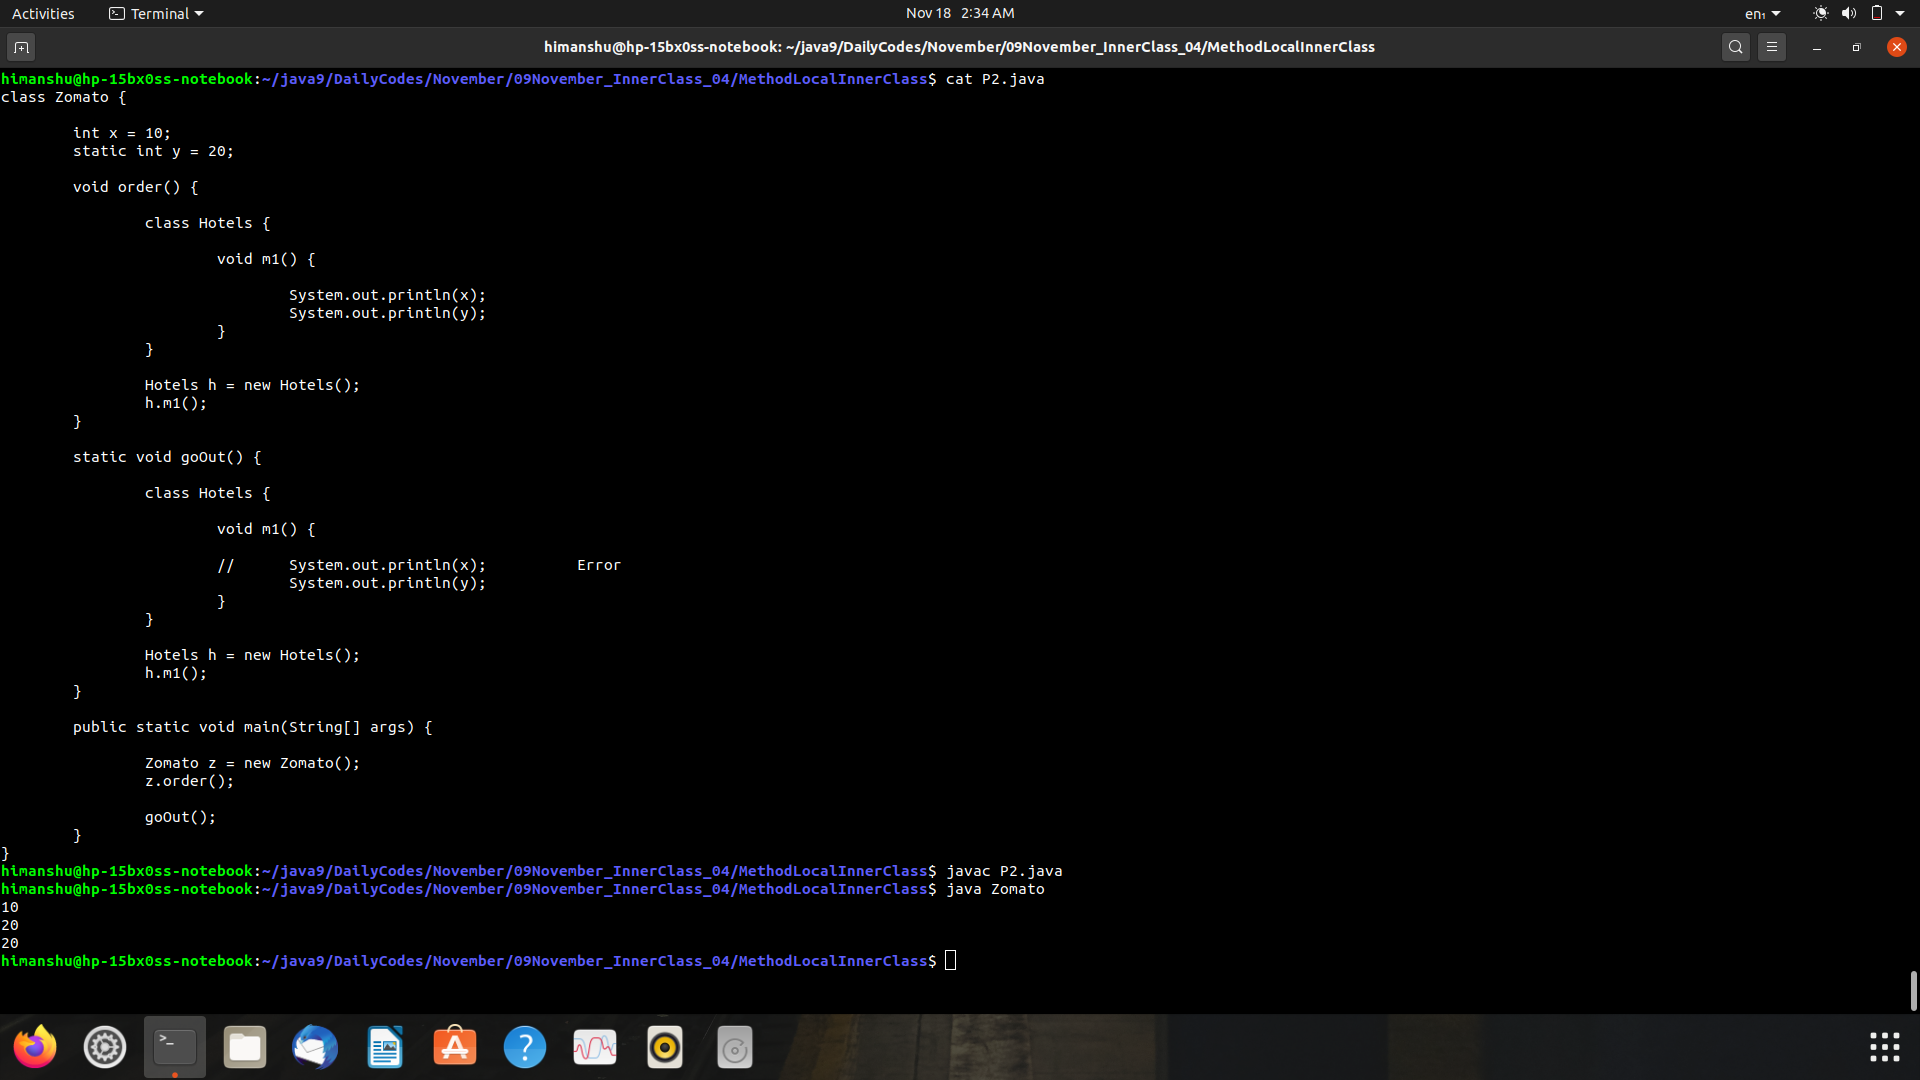 Activities Terminal Nov 18 2:34 AM en₁
himanshu@hp-15bx0ss-notebook: ~/java9/DailyCodes/November/09November_InnerClass_04/MethodLocalInnerClass
himanshu@hp-15bx0ss-notebook:~/java9/DailyCodes/November/09November_InnerClass_04/MethodLocalInnerClass$ cat P2.java
class Zomato {
int x = 10;
static int y = 20;
void order() {
class Hotels {
void m1() {
System.out.println(x);
System.out.println(y);
}
}
Hotels h = new Hotels();
h.m1();
}
static void goOut() {
class Hotels {
void m1() {
// System.out.println(x); Error
System.out.println(y);
}
}
Hotels h = new Hotels();
h.m1();
}
public static void main(String[] args) {
Zomato z = new Zomato();
z.order();
goOut();
}
}
himanshu@hp-15bx0ss-notebook:~/java9/DailyCodes/November/09November_InnerClass_04/MethodLocalInnerClass$ javac P2.java
himanshu@hp-15bx0ss-notebook:~/java9/DailyCodes/November/09November_InnerClass_04/MethodLocalInnerClass$ java Zomato
10
20
20
himanshu@hp-15bx0ss-notebook:~/java9/DailyCodes/November/09November_InnerClass_04/MethodLocalInnerClass$